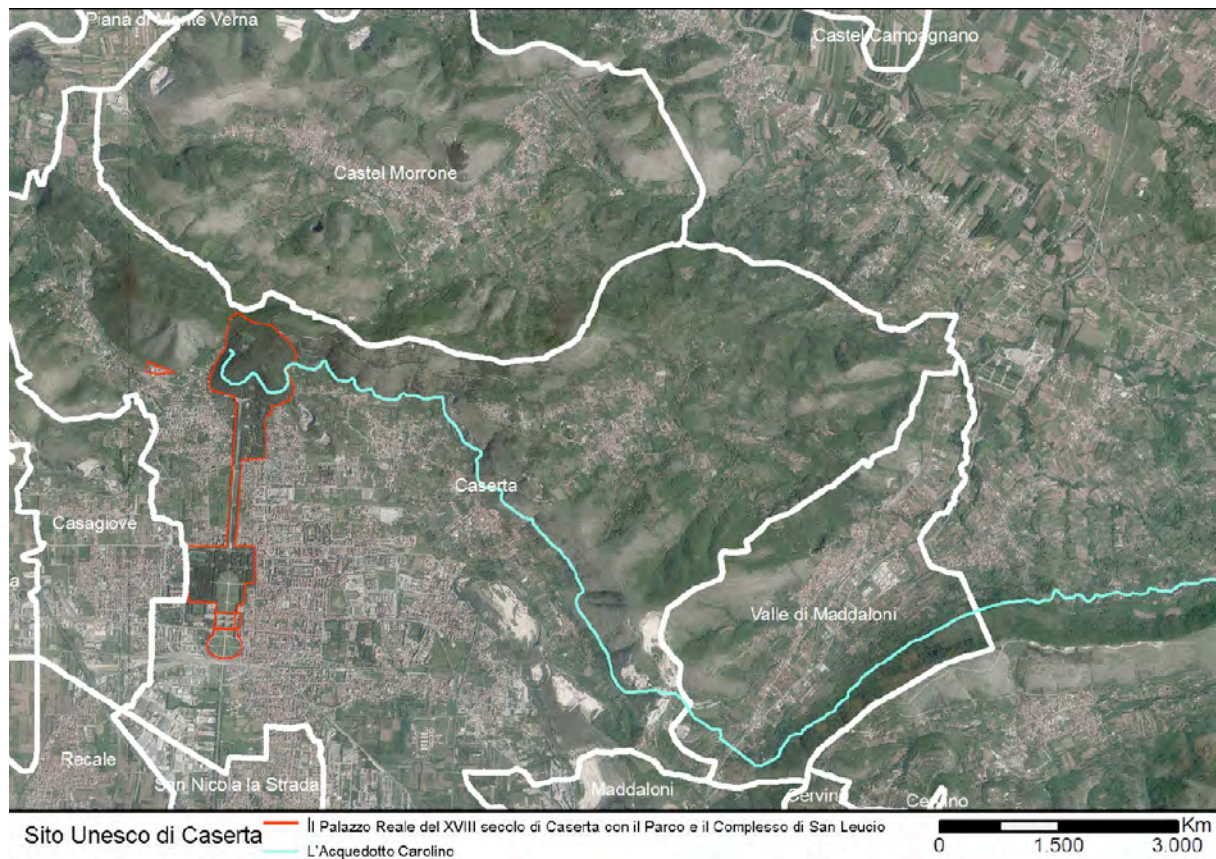 Piana di Monte Verna
Castel Campagnano
Castel Morrone
Caserta
Casagiove
Valle di Maddaloni
Recale
San Nicola la Strada
Maddaloni
Cervino
Cervino
Sito Unesco di Caserta
Il Palazzo Reale del XVIII secolo di Caserta con il Parco e il Complesso di San Leucio
L'Acquedotto Carolino
Km
0 1.500 3.000